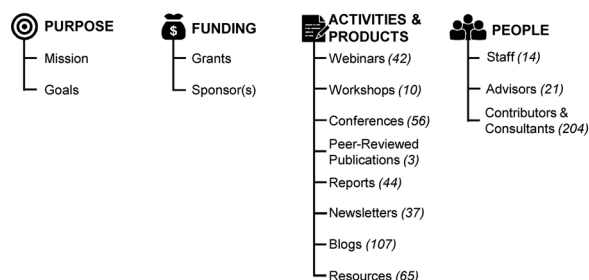 PURPOSE
Mission
Goals
FUNDING
Grants
Sponsor(s)
ACTIVITIES &
PRODUCTS
Webinars (42)
Workshops (10)
Conferences (56)
Peer-Reviewed
Publications (3)
Reports (44)
Newsletters (37)
Blogs (107)
Resources (65)
PEOPLE
Staff (14)
Advisors (21)
Contributors &
Consultants (204)